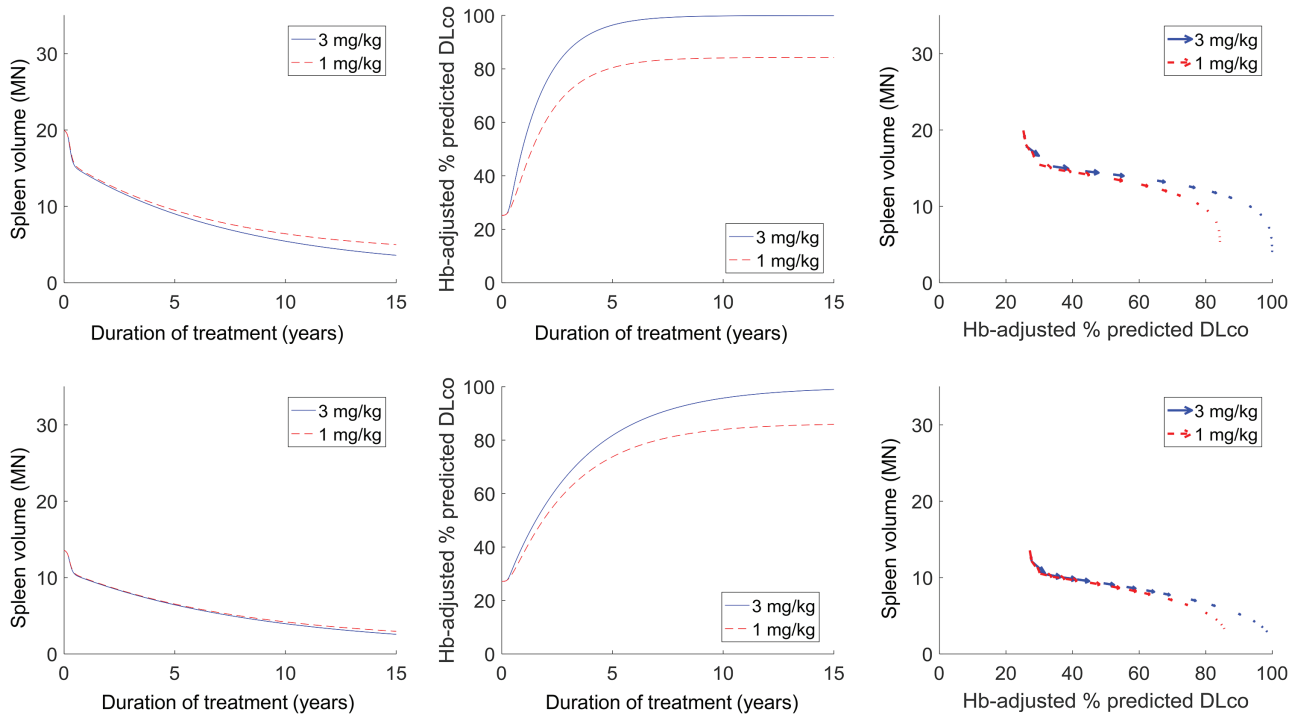 Spleen volume (MN)
30
20
10
0
0 5 10 15
Duration of treatment (years)
3 mg/kg
1 mg/kg
Hb-adjusted % predicted DLco
100
80
60
40
20
0
0 5 10 15
Duration of treatment (years)
3 mg/kg
1 mg/kg
Spleen volume (MN)
30
20
10
0
0 20 40 60 80 100
Hb-adjusted % predicted DLco
3 mg/kg
1 mg/kg
Spleen volume (MN)
30
20
10
0
0 5 10 15
Duration of treatment (years)
3 mg/kg
1 mg/kg
Hb-adjusted % predicted DLco
100
80
60
40
20
0
0 5 10 15
Duration of treatment (years)
3 mg/kg
1 mg/kg
Spleen volume (MN)
30
20
10
0
0 20 40 60 80 100
Hb-adjusted % predicted DLco
3 mg/kg
1 mg/kg